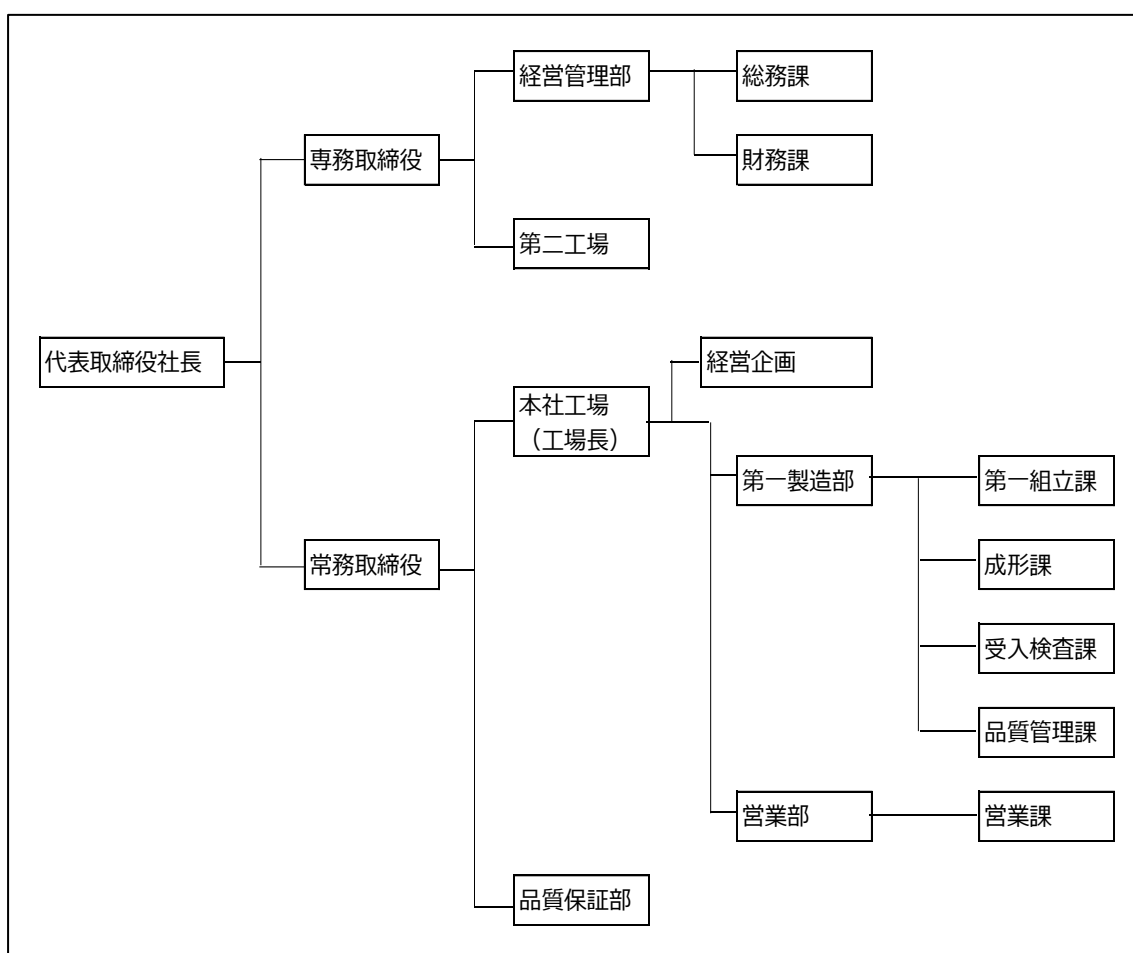 経営管理部
総務課
財務課
専務取締役
第二工場
代表取締役社長
経営企画
本社工場
（工場長）
第一製造部
第一組立課
成形課
常務取締役
受入検査課
品質管理課
営業部
営業課
品質保証部